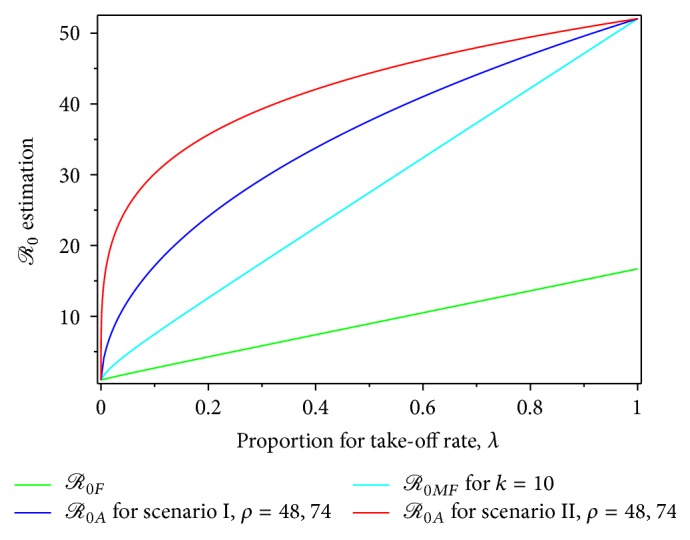 50
40
30
20
10
ℛ₀ estimation
0 0.2 0.4 0.6 0.8 1
Proportion for take-off rate, λ
ℛ₀F
ℛ₀MF for k = 10
ℛ₀A for scenario I, ρ = 48, 74
ℛ₀A for scenario II, ρ = 48, 74